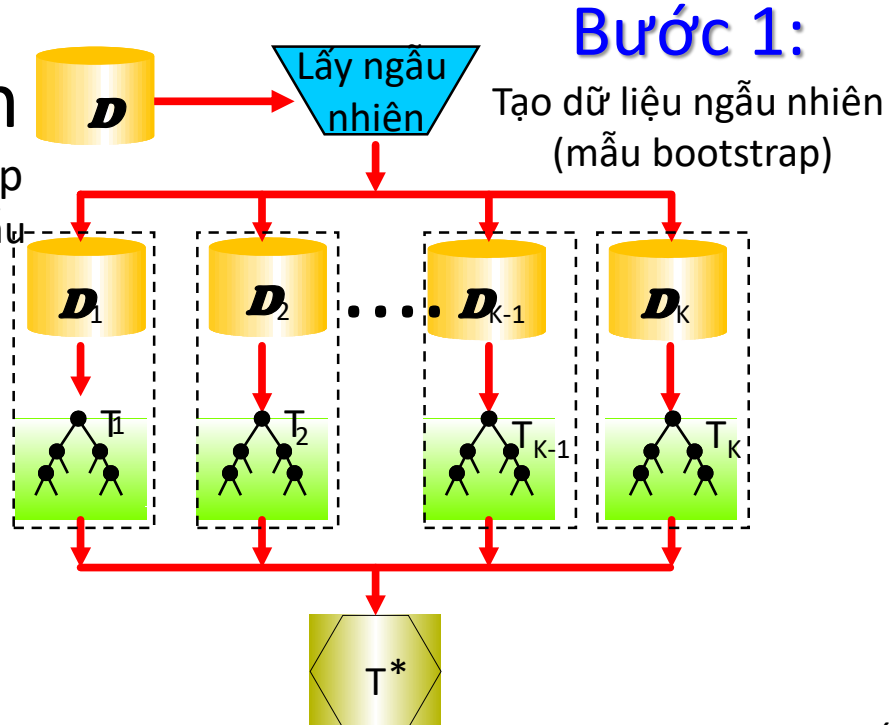 Bước 1:
Lấy ngẫu
nhiên
D
Tạo dữ liệu ngẫu nhiên
(mẫu bootstrap)
D1
D2
....
DK-1
DK
T1
T2
TK-1
TK
T*